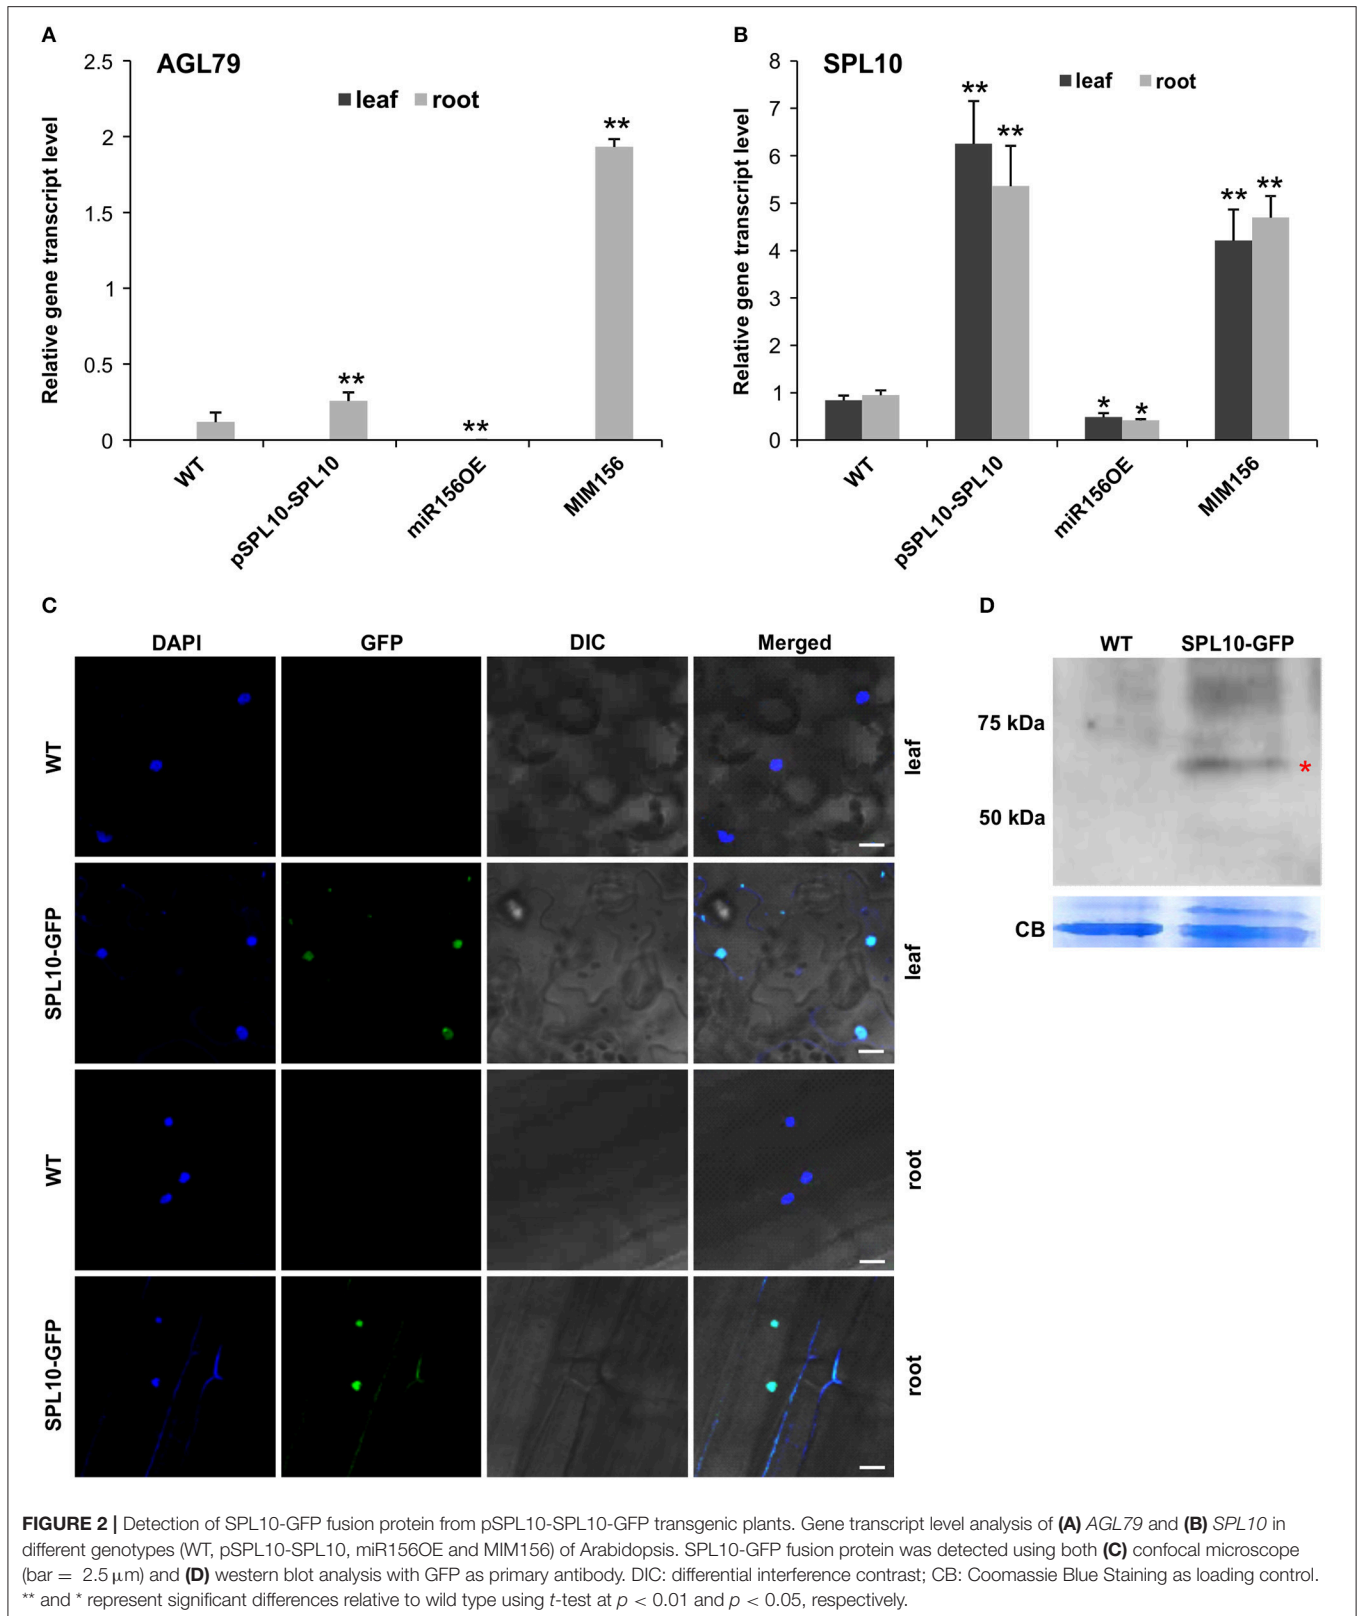 A
AGL79
leaf root
Relative gene transcript level
2.5
2
1.5
1
0.5
0
**
**
**
WT
pSPL10-SPL10
miR156OE
MIM156
B
SPL10
leaf root
Relative gene transcript level
8
7
6
5
4
3
2
1
0
**
**
*
*
**
**
WT
pSPL10-SPL10
miR156OE
MIM156
C
DAPI GFP DIC Merged
WT
leaf
SPL10-GFP
leaf
WT
root
SPL10-GFP
root
D
WT SPL10-GFP
75 kDa
*
50 kDa
CB
FIGURE 2 | Detection of SPL10-GFP fusion protein from pSPL10-SPL10-GFP transgenic plants. Gene transcript level analysis of (A) AGL79 and (B) SPL10 in
different genotypes (WT, pSPL10-SPL10, miR156OE and MIM156) of Arabidopsis. SPL10-GFP fusion protein was detected using both (C) confocal microscope
(bar = 2.5 μm) and (D) western blot analysis with GFP as primary antibody. DIC: differential interference contrast; CB: Coomassie Blue Staining as loading control.
** and * represent significant differences relative to wild type using t-test at p < 0.01 and p < 0.05, respectively.